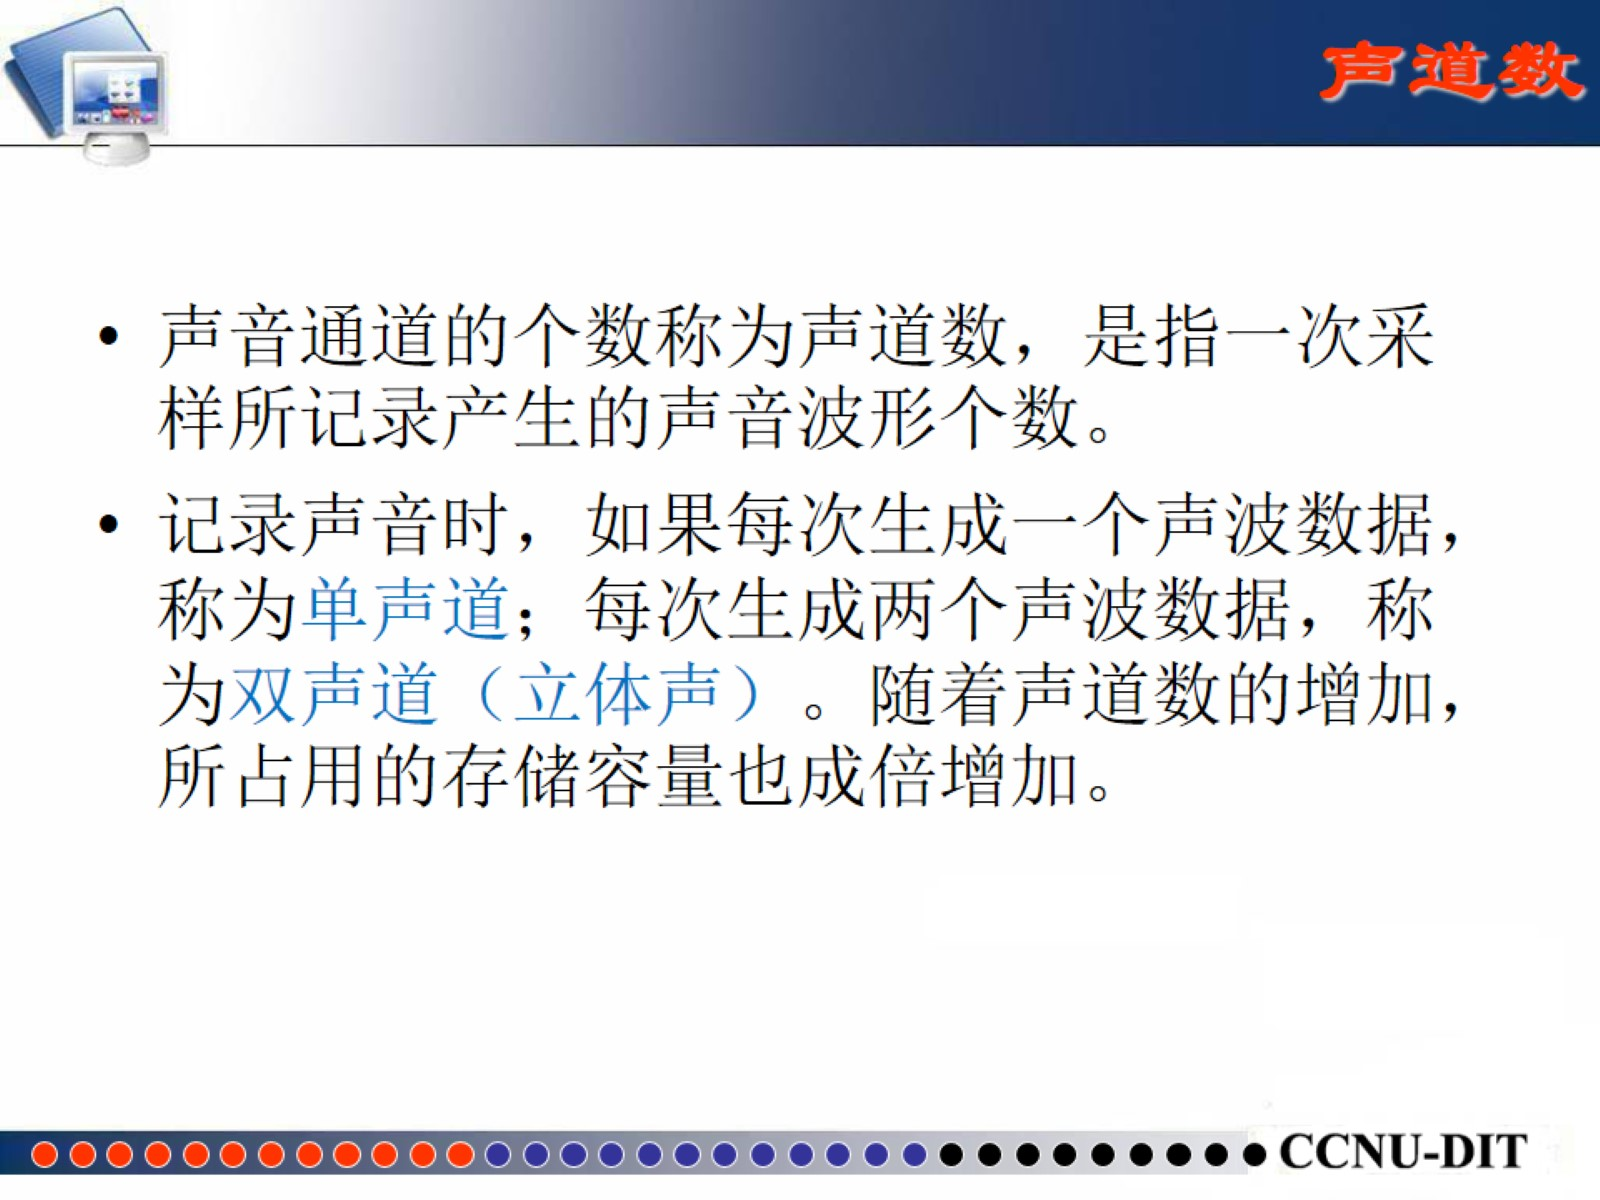 声道数
• 声音通道的个数称为声道数，是指一次采
样所记录产生的声音波形个数。
• 记录声音时，如果每次生成一个声波数据，
称为单声道；每次生成两个声波数据，称
为双声道（立体声）。随着声道数的增加，
所占用的存储容量也成倍增加。
CCNU-DIT